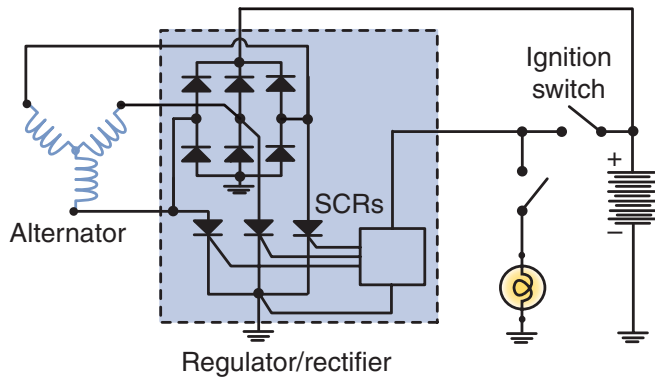 Ignition
switch
+
SCRs
−
Alternator
Regulator/rectifier